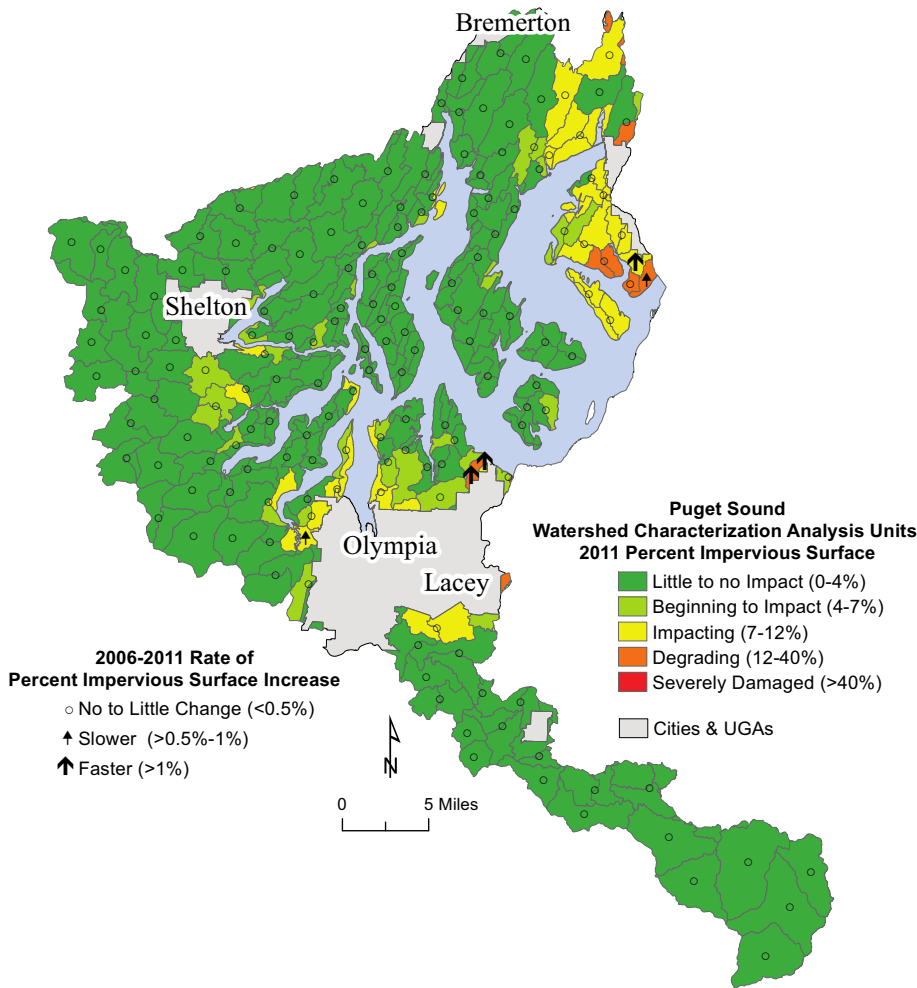 Bremerton
Shelton
Olympia
Lacey
Puget Sound
Watershed Characterization Analysis Units
2011 Percent Impervious Surface
Little to no Impact (0-4%)
Beginning to Impact (4-7%)
Impacting (7-12%)
Degrading (12-40%)
Severely Damaged (>40%)
Cities & UGAs
2006-2011 Rate of
Percent Impervious Surface Increase
No to Little Change (<0.5%)
Slower (>0.5%-1%)
Faster (>1%)
N
0 5 Miles